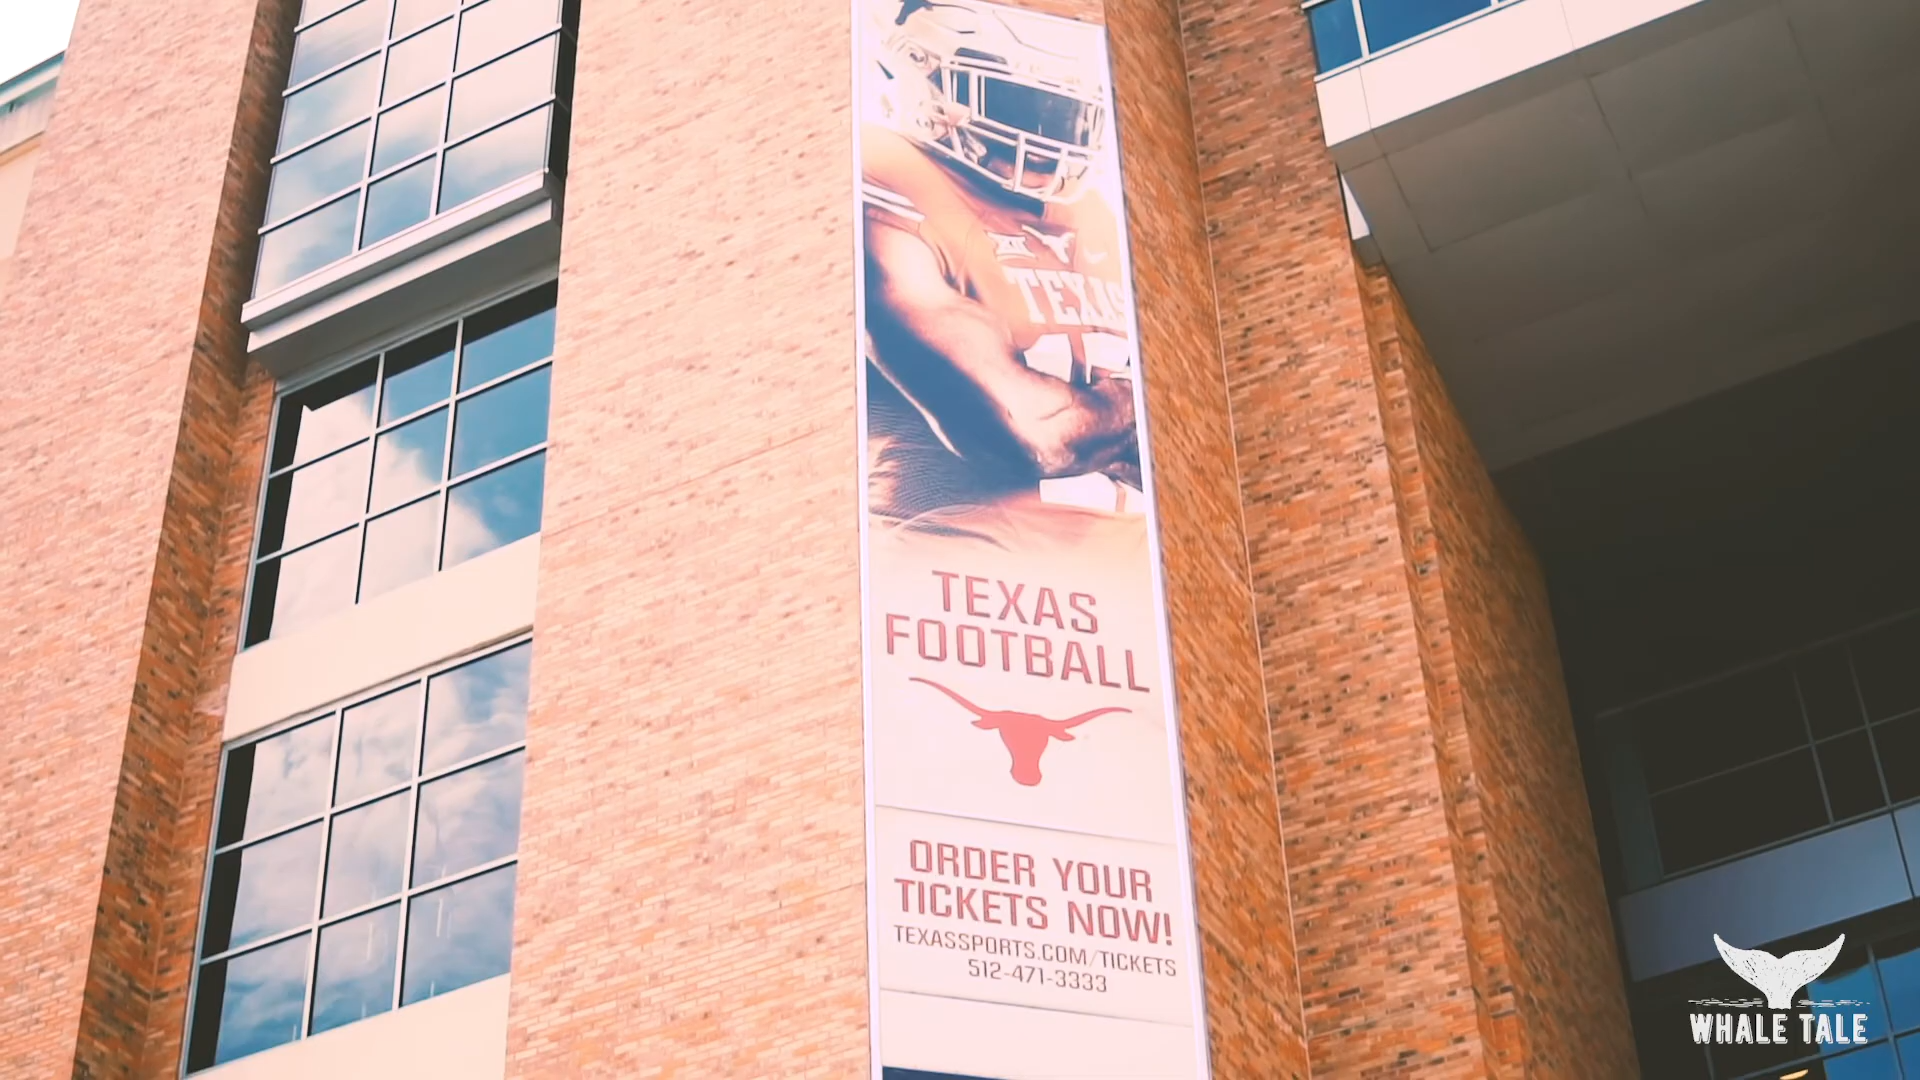 TEXAS
TEXAS
FOOTBALL
ORDER YOUR
TICKETS NOW!
TEXASSPORTS.COM/TICKETS
512-471-3333
WHALE TALE